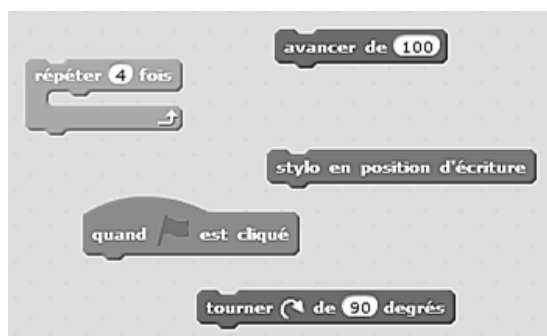 avancer de 100
répéter 4 fois
stylo en position d'écriture
quand est cliqué
tourner de 90 degrés